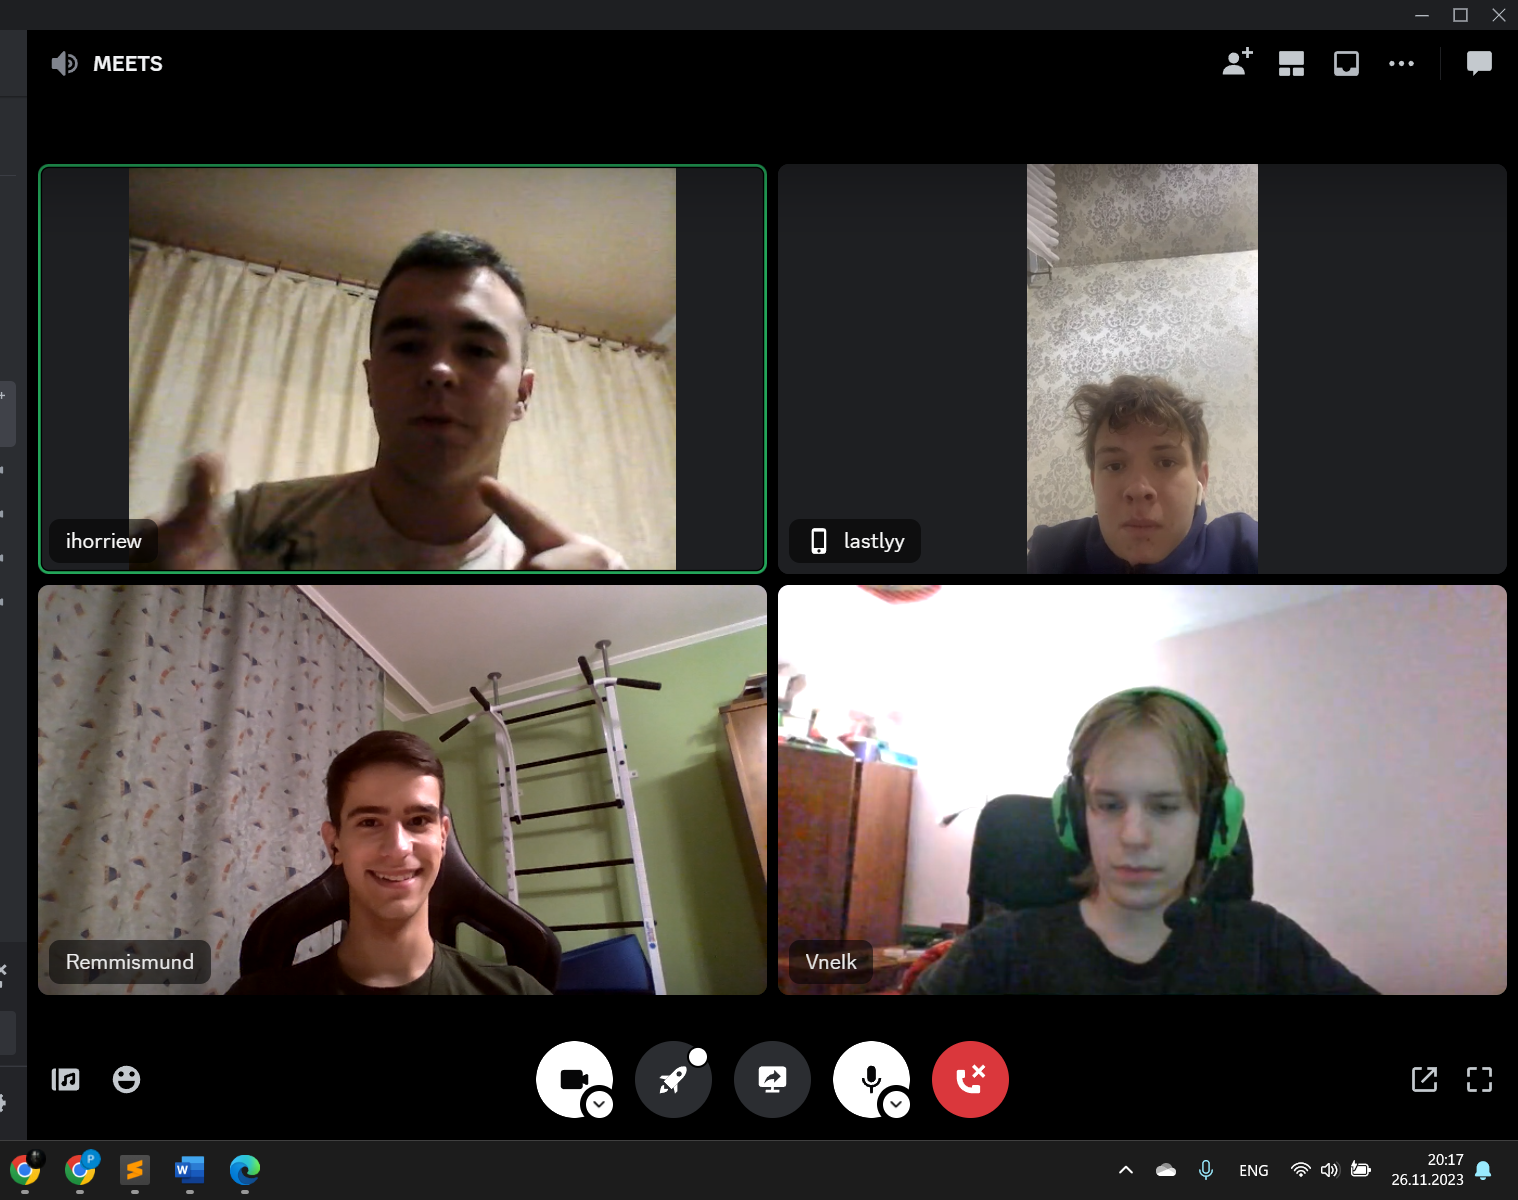 MEETS
ihorriew
lastlyy
Remmismund
Vnelk
P
W
ENG
20:17
26.11.2023